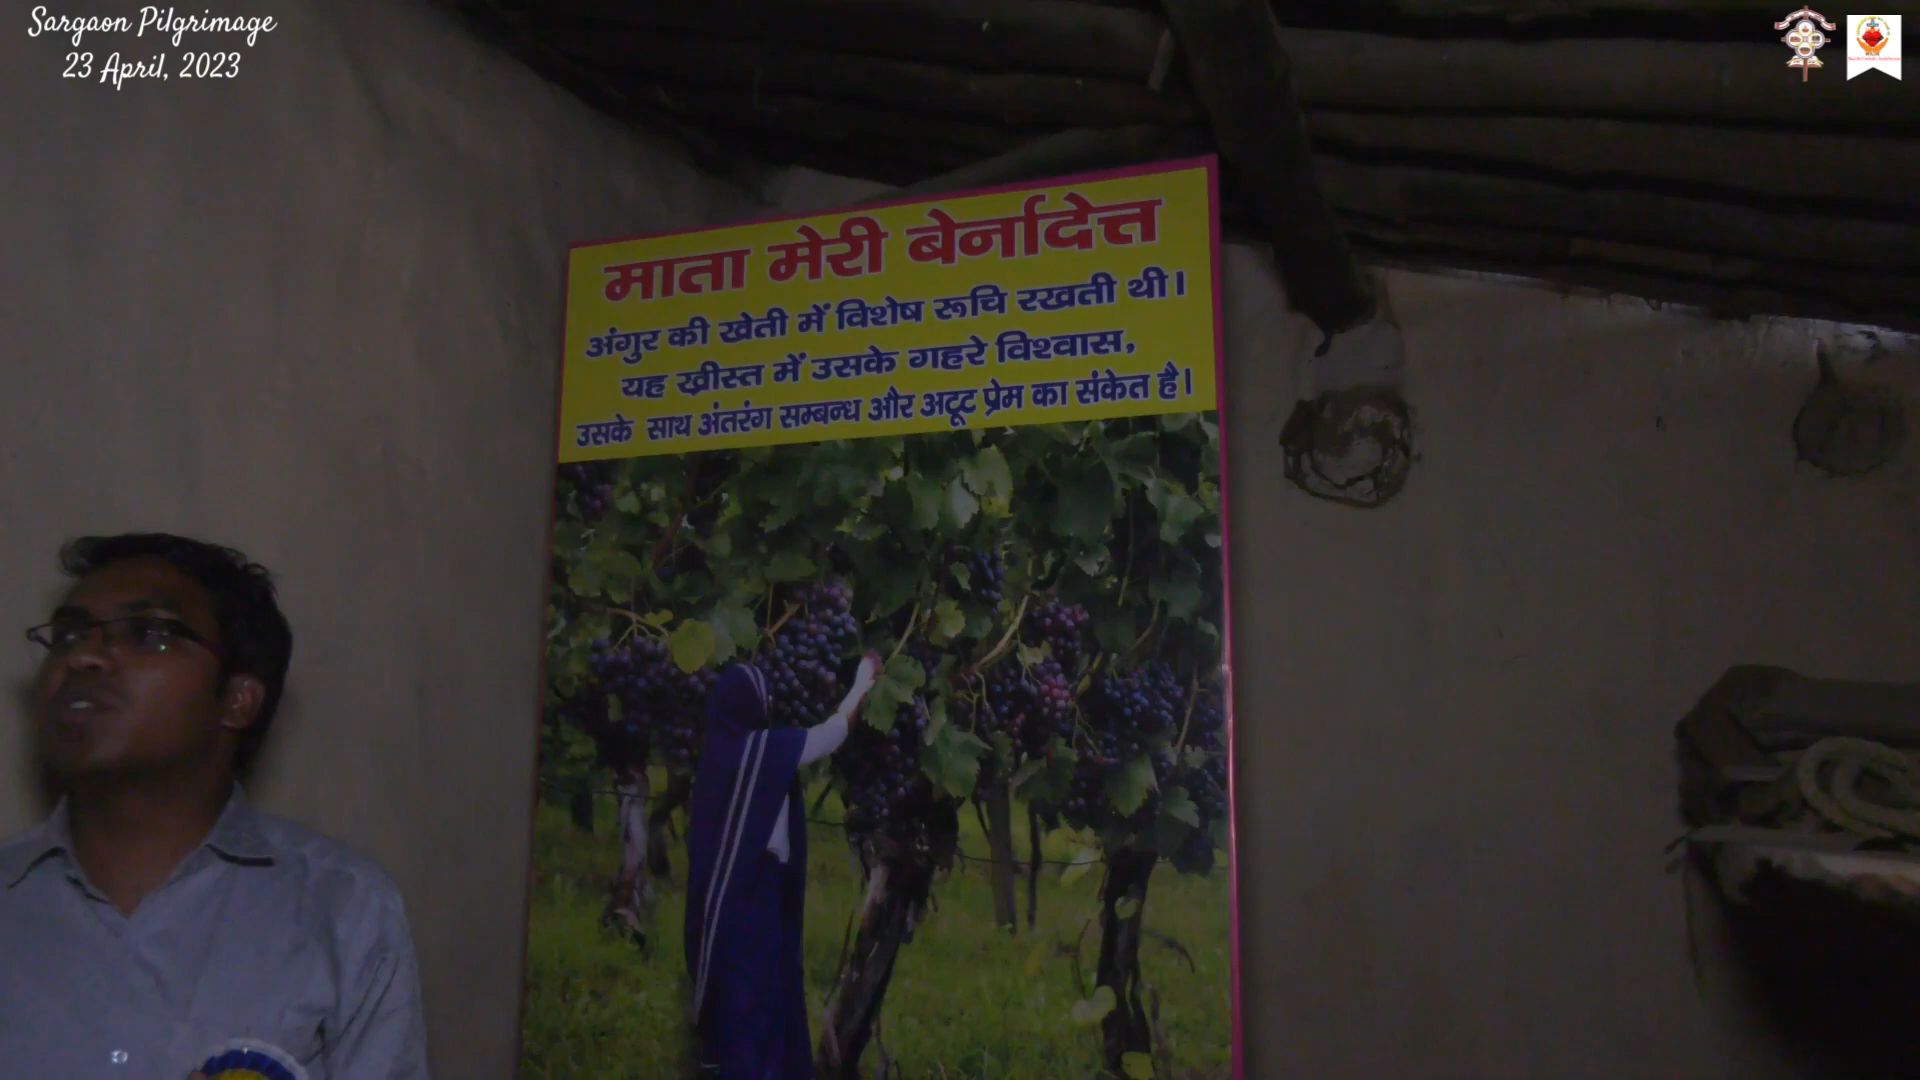 Sargaon Pilgrimage
23 April, 2023
माता मेरी बेर्नादेत्त
अंगुर की खेती में विशेष रूचि रखती थी।
यह ख्रीस्त में उसके गहरे विश्वास,
उसके साथ अंतरंग सम्बन्ध और अटूट प्रेम का संकेत है।